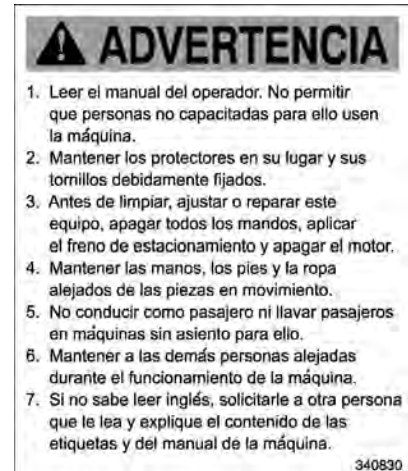 ADVERTENCIA
1. Leer el manual del operador. No permitir
que personas no capacitadas para ello usen
la máquina.
2. Mantener los protectores en su lugar y sus
tornillos debidamente fijados.
3. Antes de limpiar, ajustar o reparar este
equipo, apagar todos los mandos, aplicar
el freno de estacionamiento y apagar el motor.
4. Mantener las manos, los pies y la ropa
alejados de las piezas en movimiento.
5. No conducir como pasajero ni llavar pasajeros
en máquinas sin asiento para ello.
6. Mantener a las demás personas alejadas
durante el funcionamiento de la máquina.
7. Si no sabe leer inglés, solicitarle a otra persona
que le lea y explique el contenido de las
etiquetas y del manual de la máquina.
340830